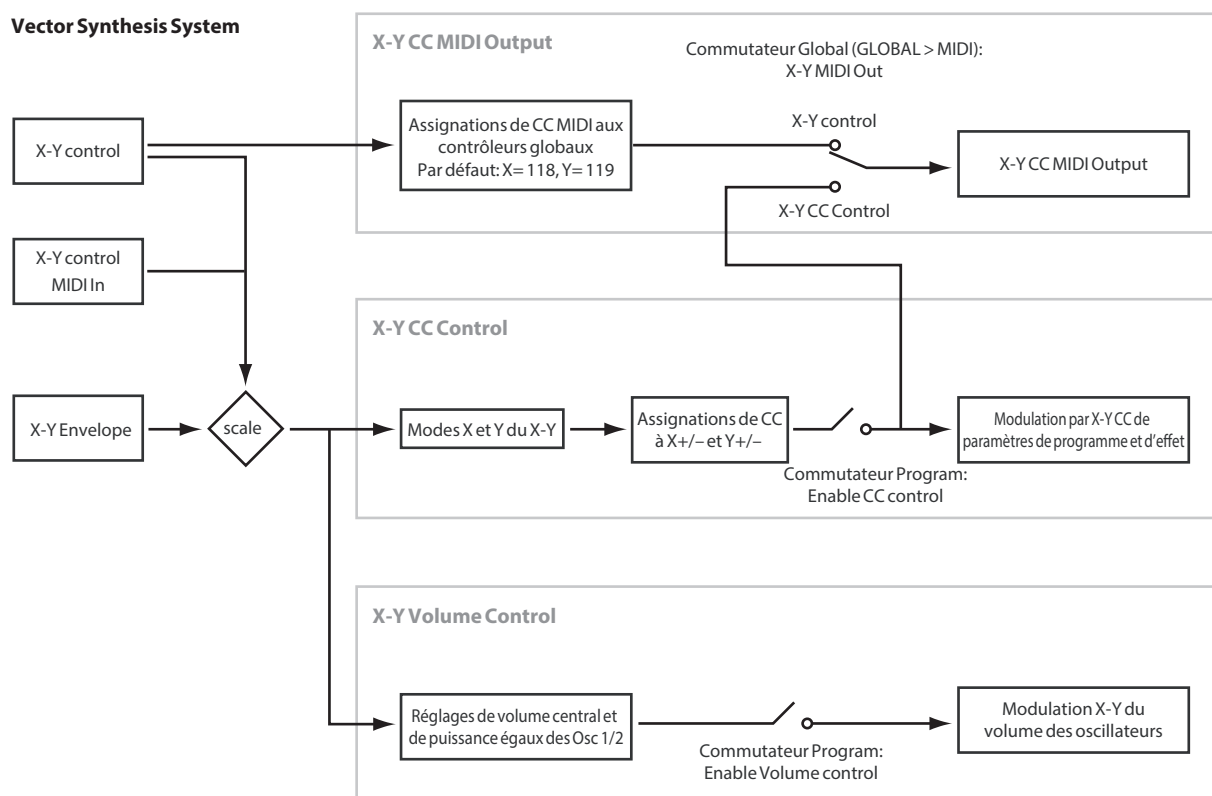 Vector Synthesis System
X-Y CC MIDI Output
Commutateur Global (GLOBAL > MIDI):
X-Y MIDI Out
X-Y control
Assignations de CC MIDI aux
contrôleurs globaux
Par défaut: X= 118, Y= 119
X-Y control
X-Y CC Control
X-Y CC MIDI Output
X-Y control
MIDI In
X-Y CC Control
X-Y Envelope
scale
Modes X et Y du X-Y
Assignations de CC
à X+/– et Y+/–
Commutateur Program:
Enable CC control
Modulation par X-Y CC de
paramètres de programme et d'effet
X-Y Volume Control
Réglages de volume central et
de puissance égaux des Osc 1/2
Commutateur Program:
Enable Volume control
Modulation X-Y du
volume des oscillateurs